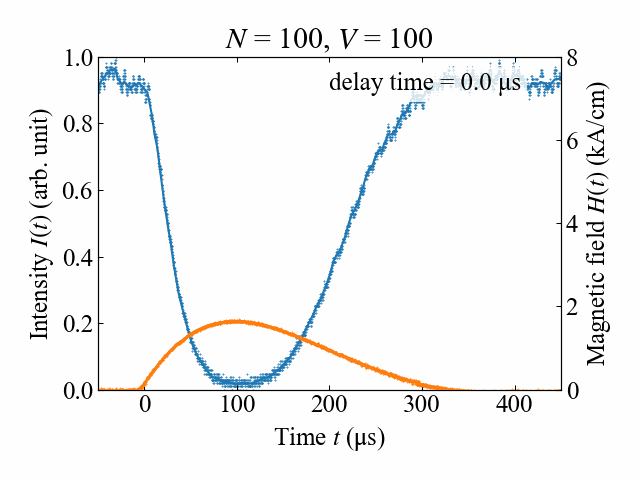 N = 100, V = 100
delay time = 0.0 μs
Intensity I(t) (arb. unit)
1.0
0.8
0.6
0.4
0.2
0.0
8
6
4
2
0
Magnetic field H(t) (kA/cm)
0 100 200 300 400
Time t (μs)